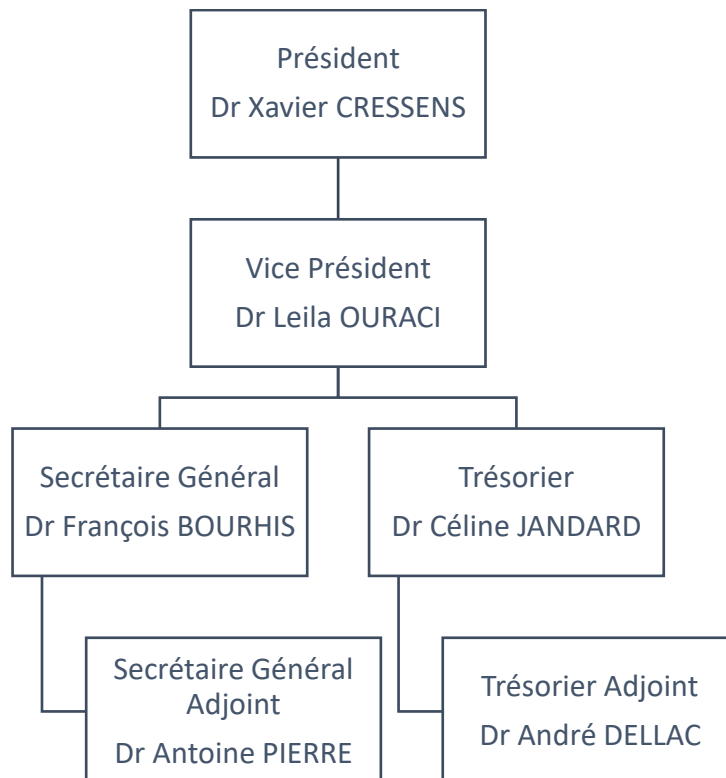 Président
Dr Xavier CRESSENS
Vice Président
Dr Leila OURACI
Secrétaire Général
Dr François BOURHIS
Trésorier
Dr Céline JANDARD
Secrétaire Général
Adjoint
Dr Antoine PIERRE
Trésorier Adjoint
Dr André DELLAC